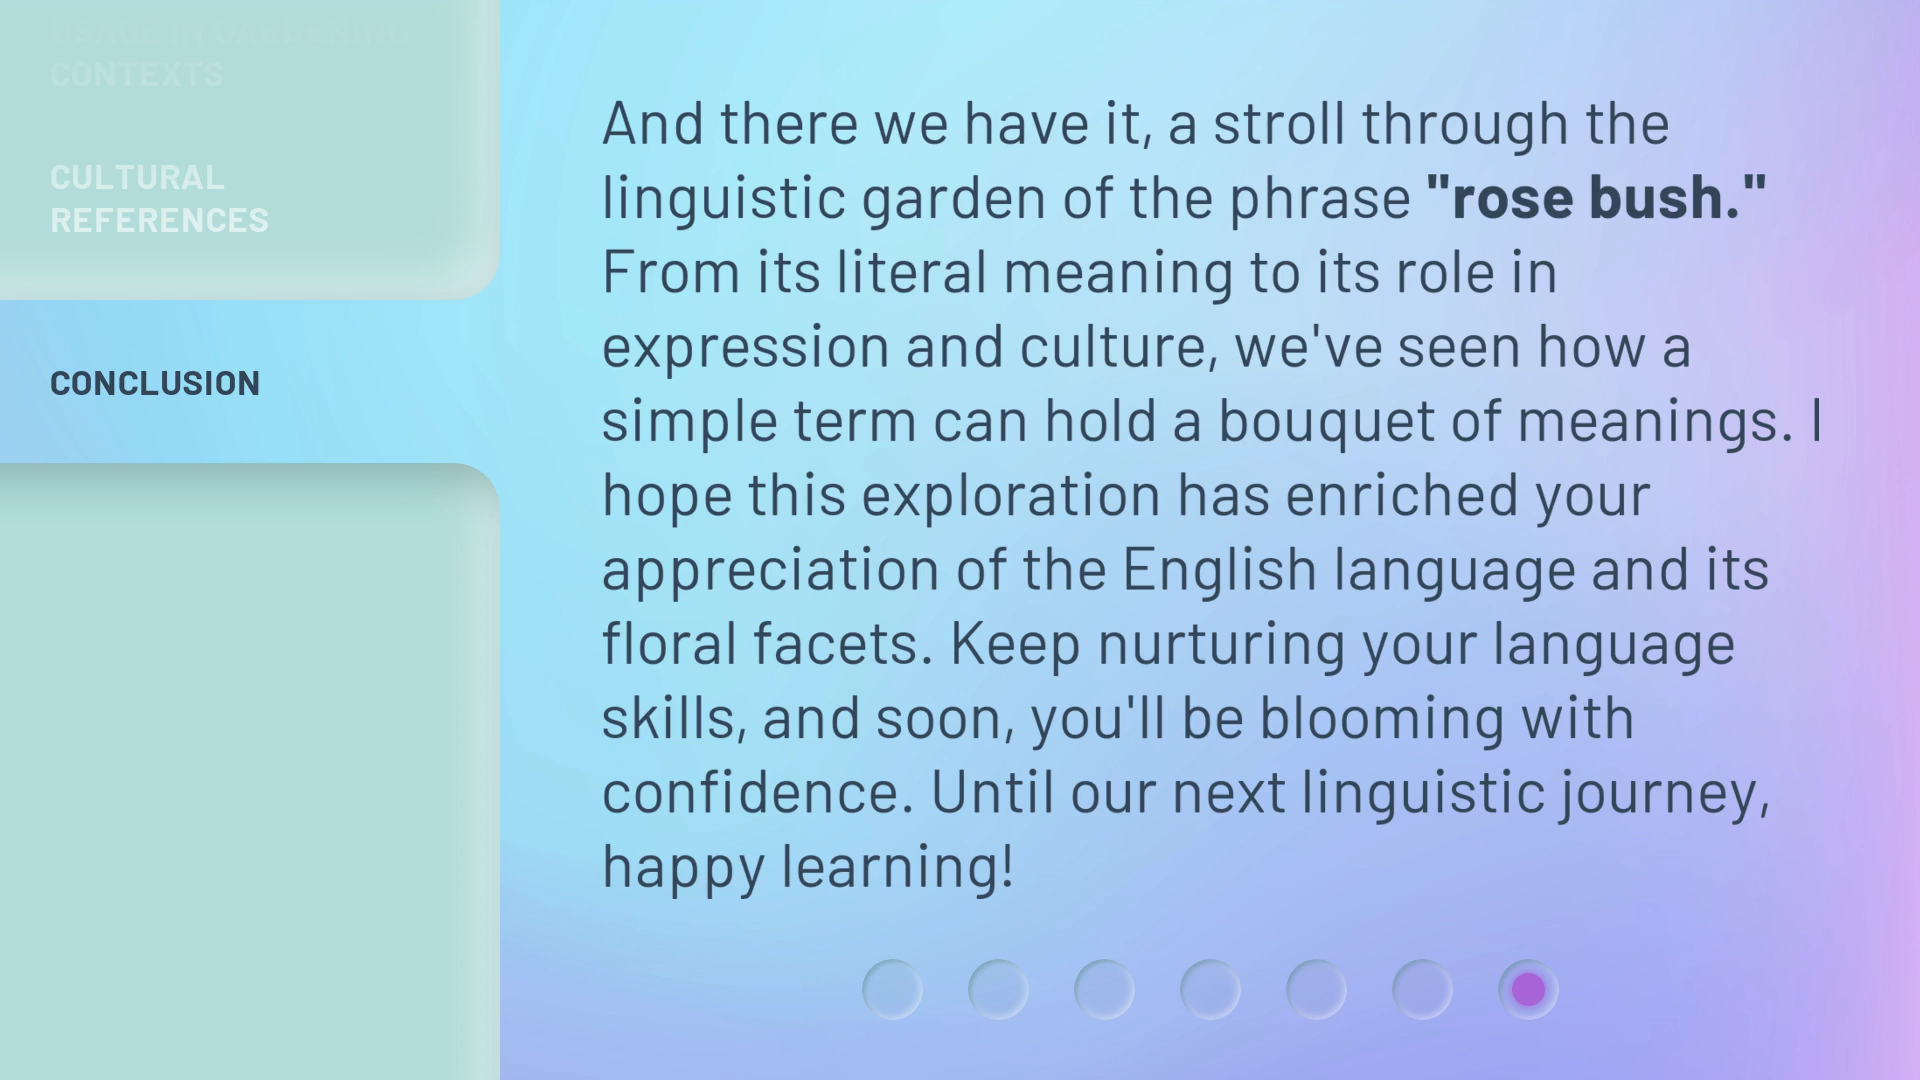 USAGE IN GARDENING
CONTEXTS
CULTURAL
REFERENCES
CONCLUSION
And there we have it, a stroll through the
linguistic garden of the phrase "rose bush."
From its literal meaning to its role in
expression and culture, we've seen how a
simple term can hold a bouquet of meanings. I
hope this exploration has enriched your
appreciation of the English language and its
floral facets. Keep nurturing your language
skills, and soon, you'll be blooming with
confidence. Until our next linguistic journey,
happy learning!